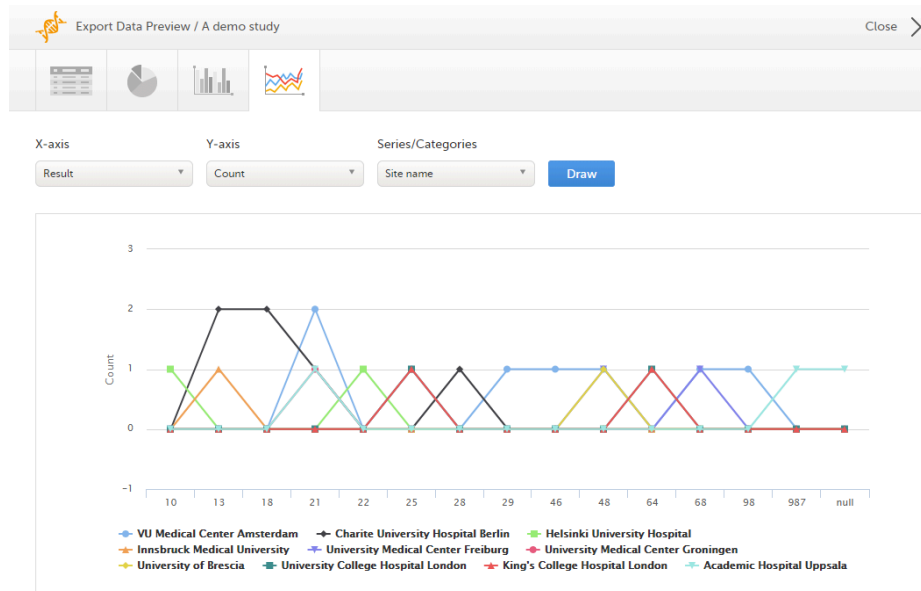 Export Data Preview / A demo study Close
X-axis Y-axis Series/Categories
Result Count Site name Draw
3
2
1
0
-1
Count
10 13 18 21 22 25 28 29 46 48 64 68 98 987 null
VU Medical Center Amsterdam Charite University Hospital Berlin Helsinki University Hospital
Innsbruck Medical University University Medical Center Freiburg University Medical Center Groningen
University of Brescia University College Hospital London King's College Hospital London Academic Hospital Uppsala